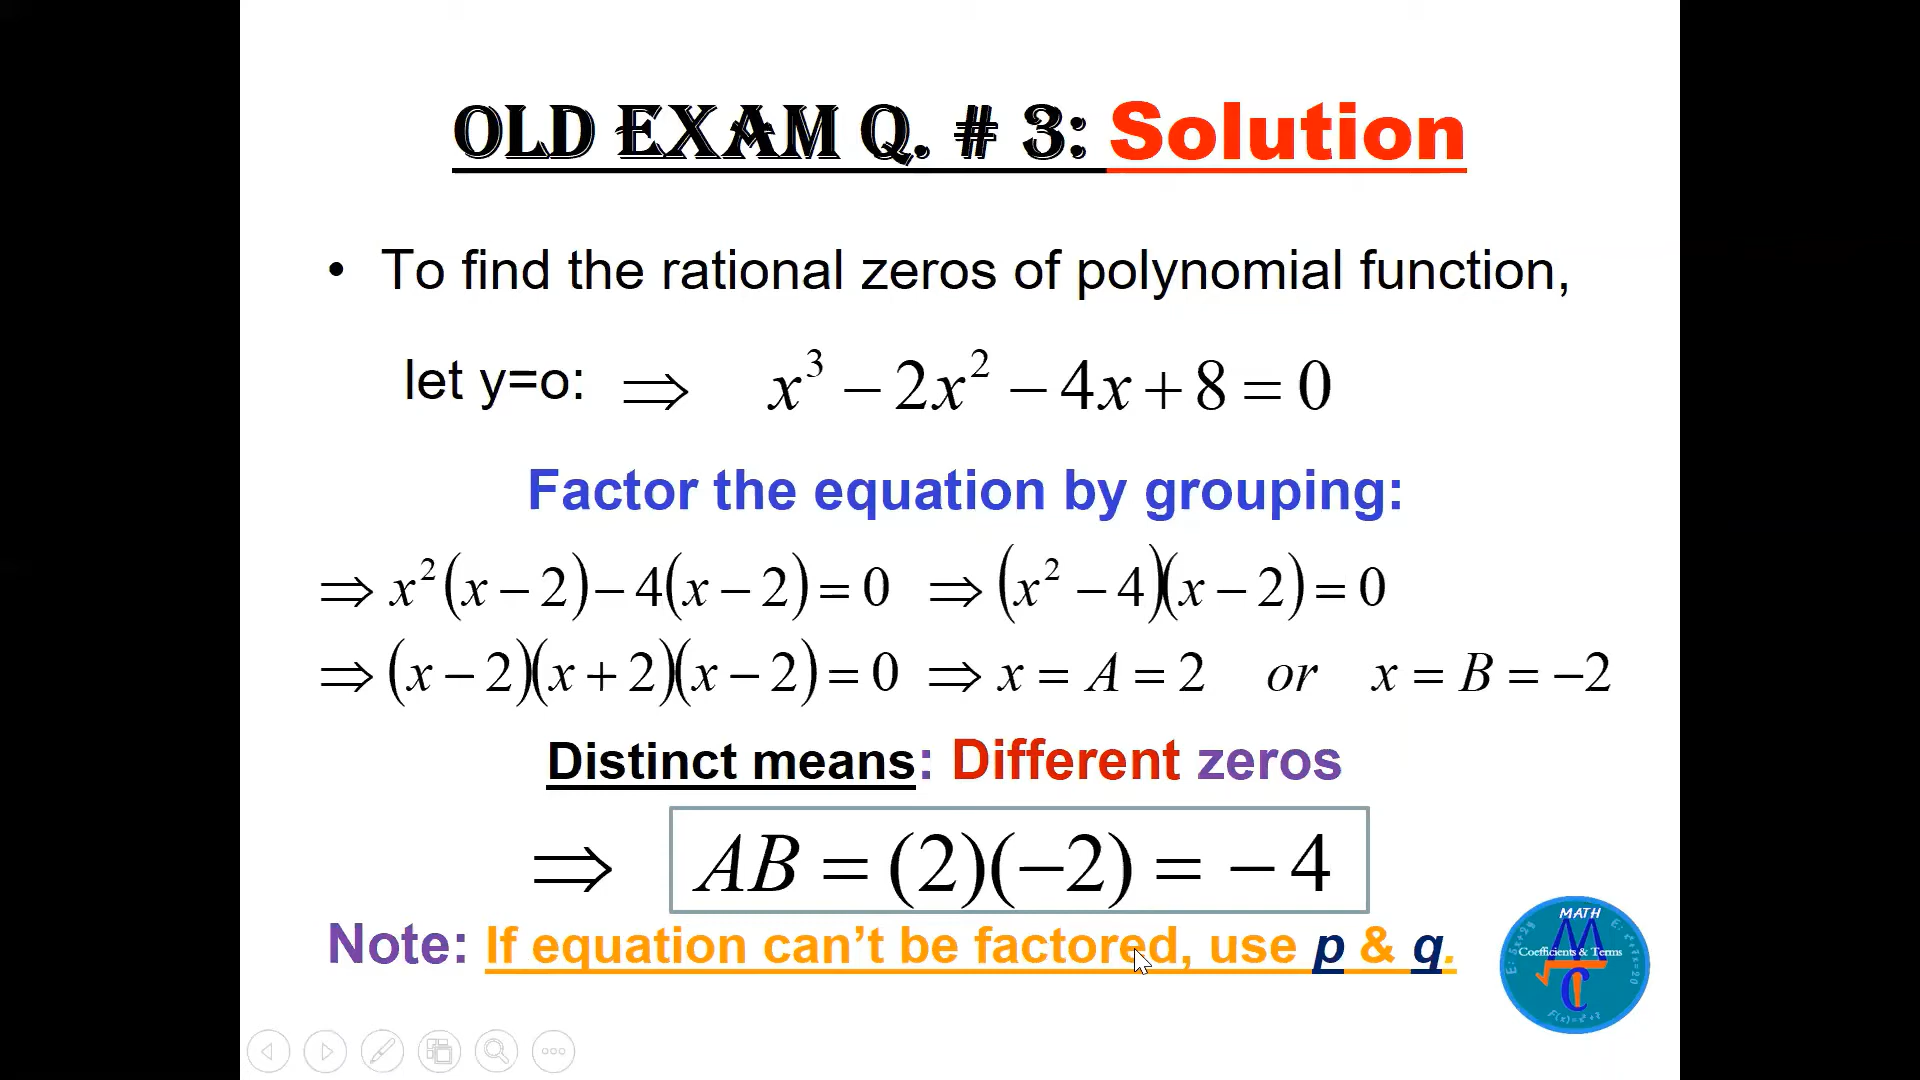 OLD EXAM Q. # 3: Solution
• To find the rational zeros of polynomial function,
let y=o: ⇒ x³ − 2x² − 4x + 8 = 0
Factor the equation by grouping:
⇒ x²(x − 2) − 4(x − 2) = 0 ⇒ (x² − 4)(x − 2) = 0
⇒ (x − 2)(x + 2)(x − 2) = 0 ⇒ x = A = 2 or x = B = −2
Distinct means: Different zeros
⇒ AB = (2)(−2) = − 4
Note: If equation can't be factored, use p & q.
MATH
Coefficients & Terms